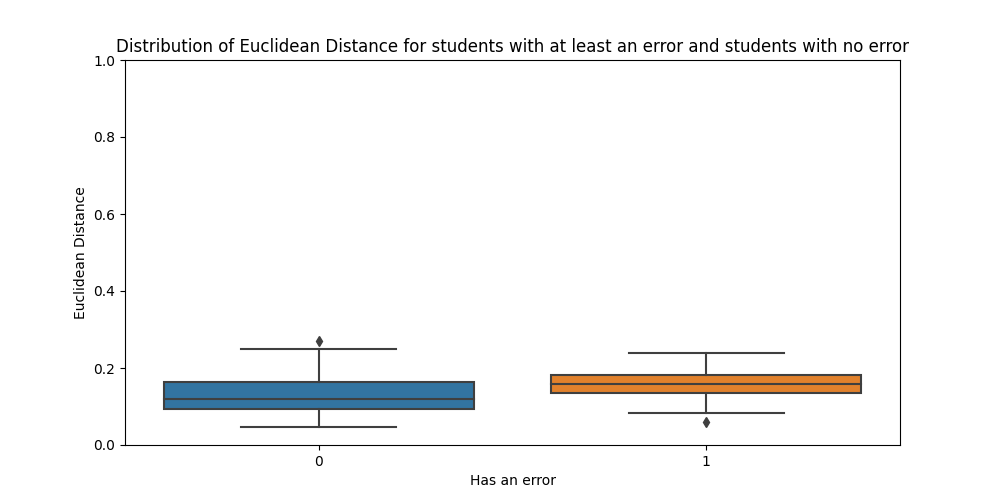 Distribution of Euclidean Distance for students with at least an error and students with no error
1.0
0.8
0.6
0.4
0.2
0.0
Euclidean Distance
0
1
Has an error